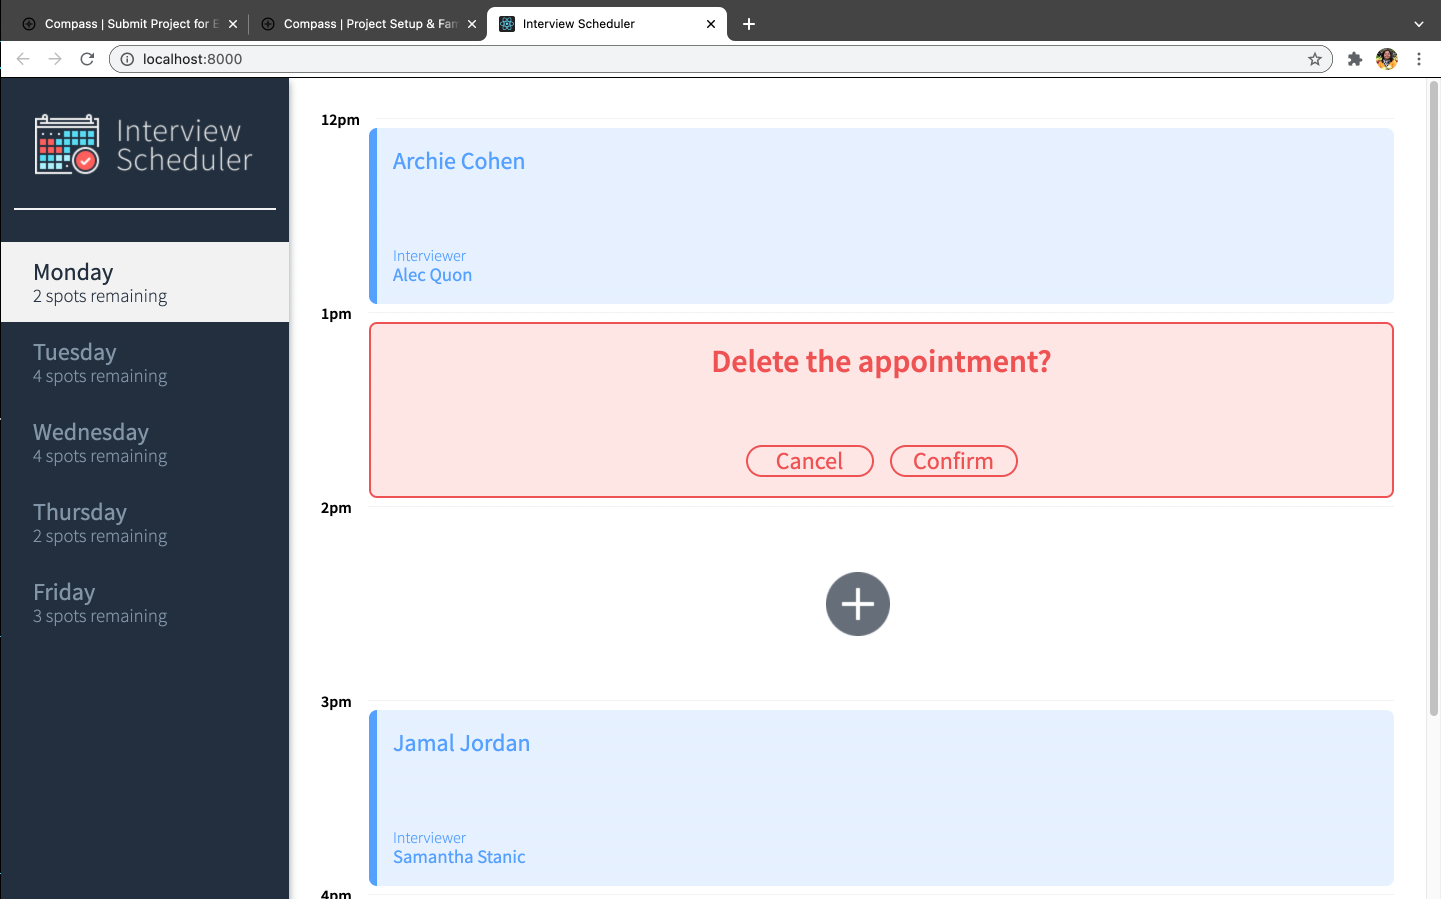 Compass | Submit Project for E
Compass | Project Setup & Fam
Interview Scheduler
localhost:8000
Interview
Scheduler
Monday
2 spots remaining
Tuesday
4 spots remaining
Wednesday
4 spots remaining
Thursday
2 spots remaining
Friday
3 spots remaining
12pm
Archie Cohen
Interviewer
Alec Quon
1pm
Delete the appointment?
Cancel Confirm
2pm
3pm
Jamal Jordan
Interviewer
Samantha Stanic
4pm